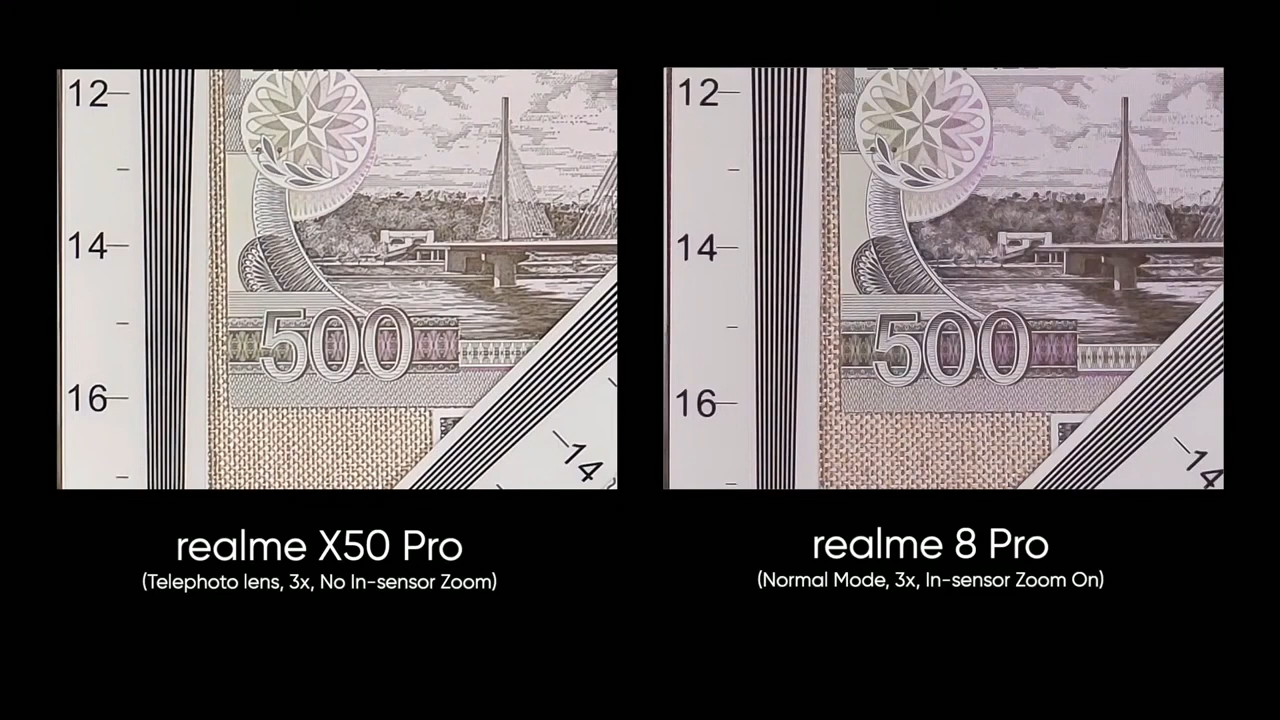 12
14
16
500
14
12
14
16
500
14
realme X50 Pro
(Telephoto lens, 3x, No In-sensor Zoom)
realme 8 Pro
(Normal Mode, 3x, In-sensor Zoom On)